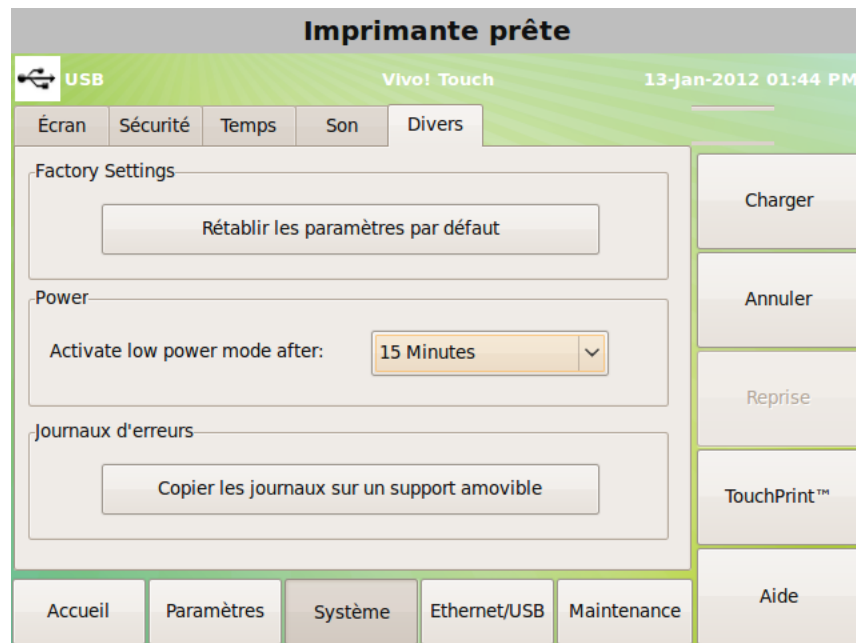 Imprimante prête
USB Vivo! Touch 13-Jan-2012 01:44 PM
Écran Sécurité Temps Son Divers
Factory Settings
Rétablir les paramètres par défaut
Power
Activate low power mode after: 15 Minutes
Journaux d'erreurs
Copier les journaux sur un support amovible
Charger
Annuler
Reprise
TouchPrint™
Aide
Accueil Paramètres Système Ethernet/USB Maintenance